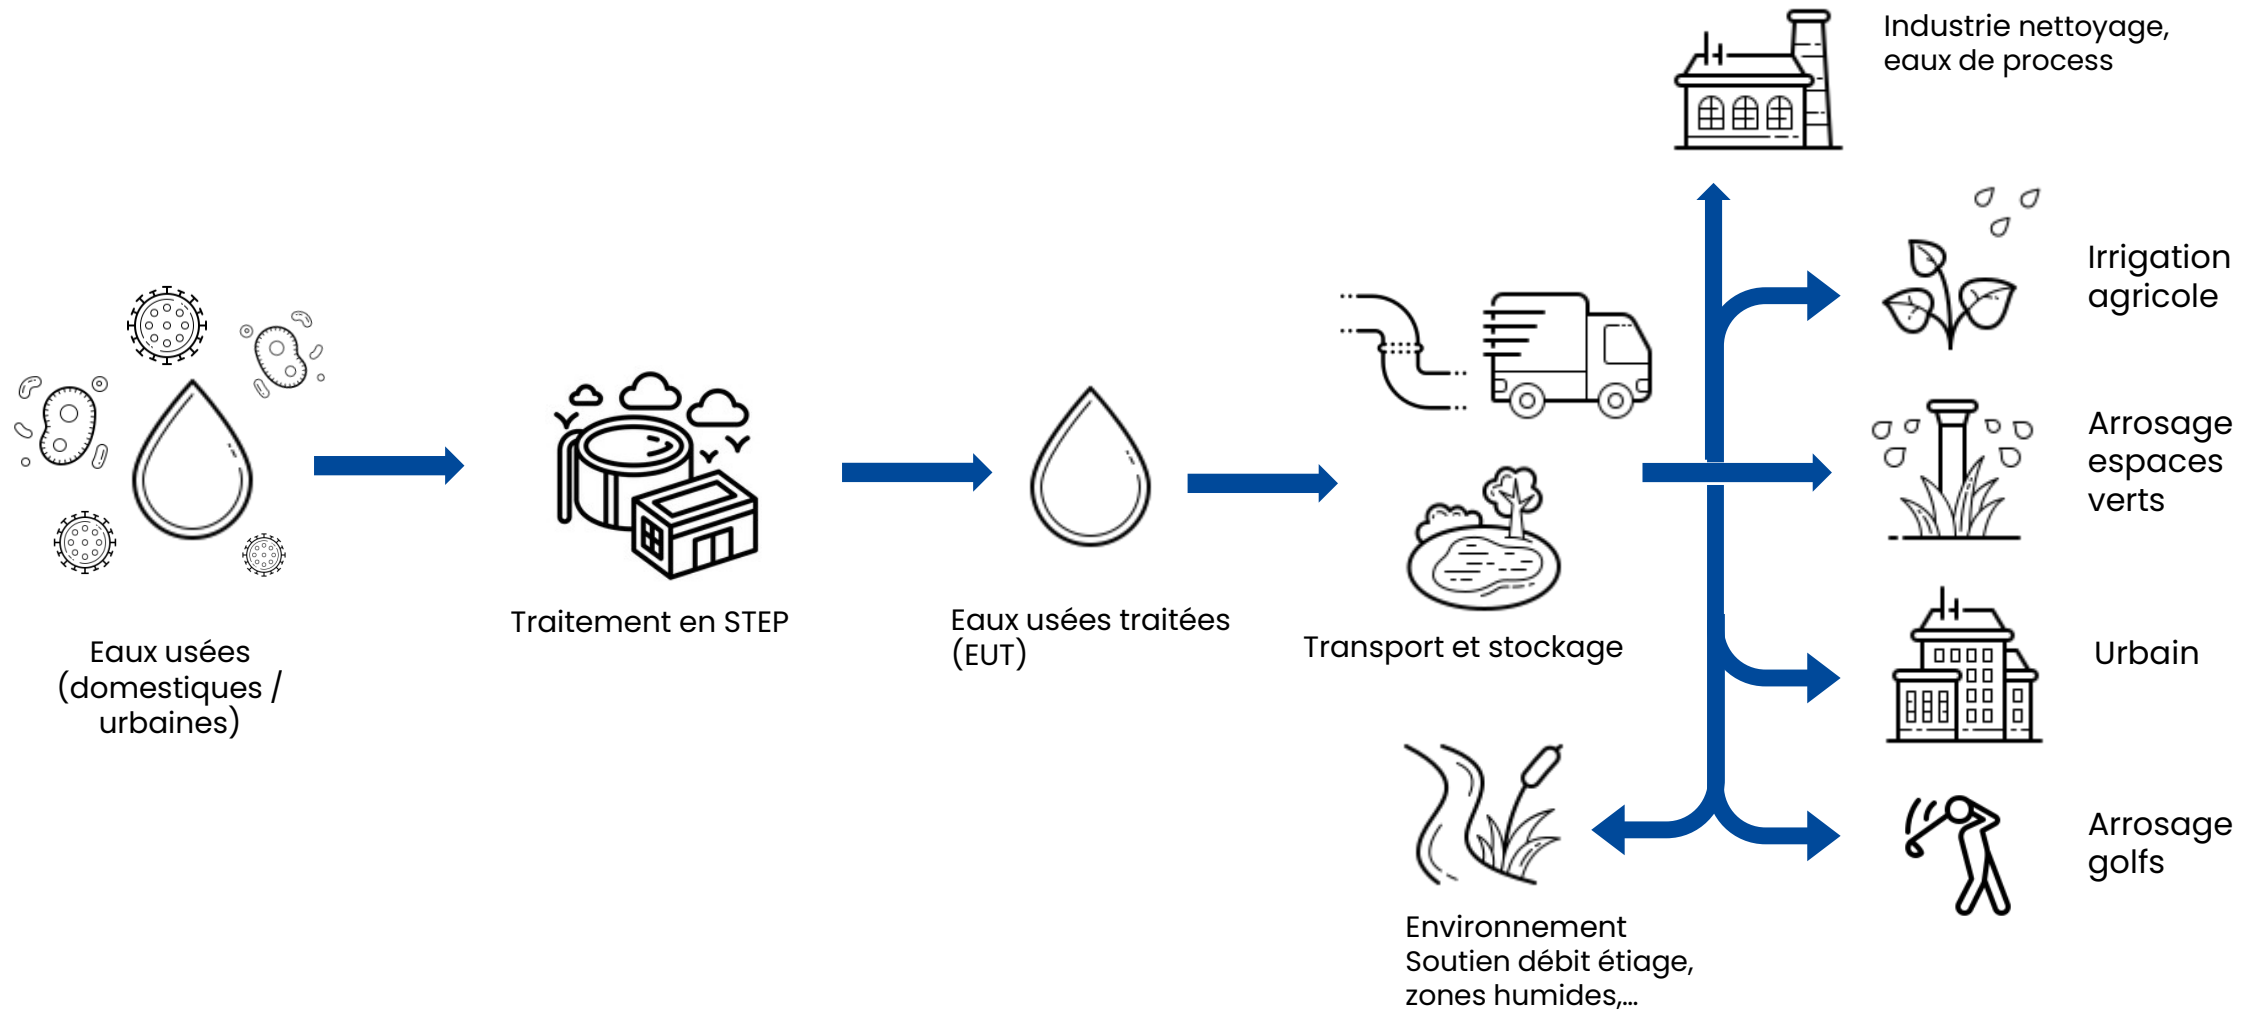 Industrie nettoyage,
eaux de process
Irrigation
agricole
Arrosage
espaces
verts
Eaux usées
(domestiques /
urbaines)
Traitement en STEP
Eaux usées traitées
(EUT)
Transport et stockage
Urbain
Arrosage
golfs
Environnement
Soutien débit étiage,
zones humides,...